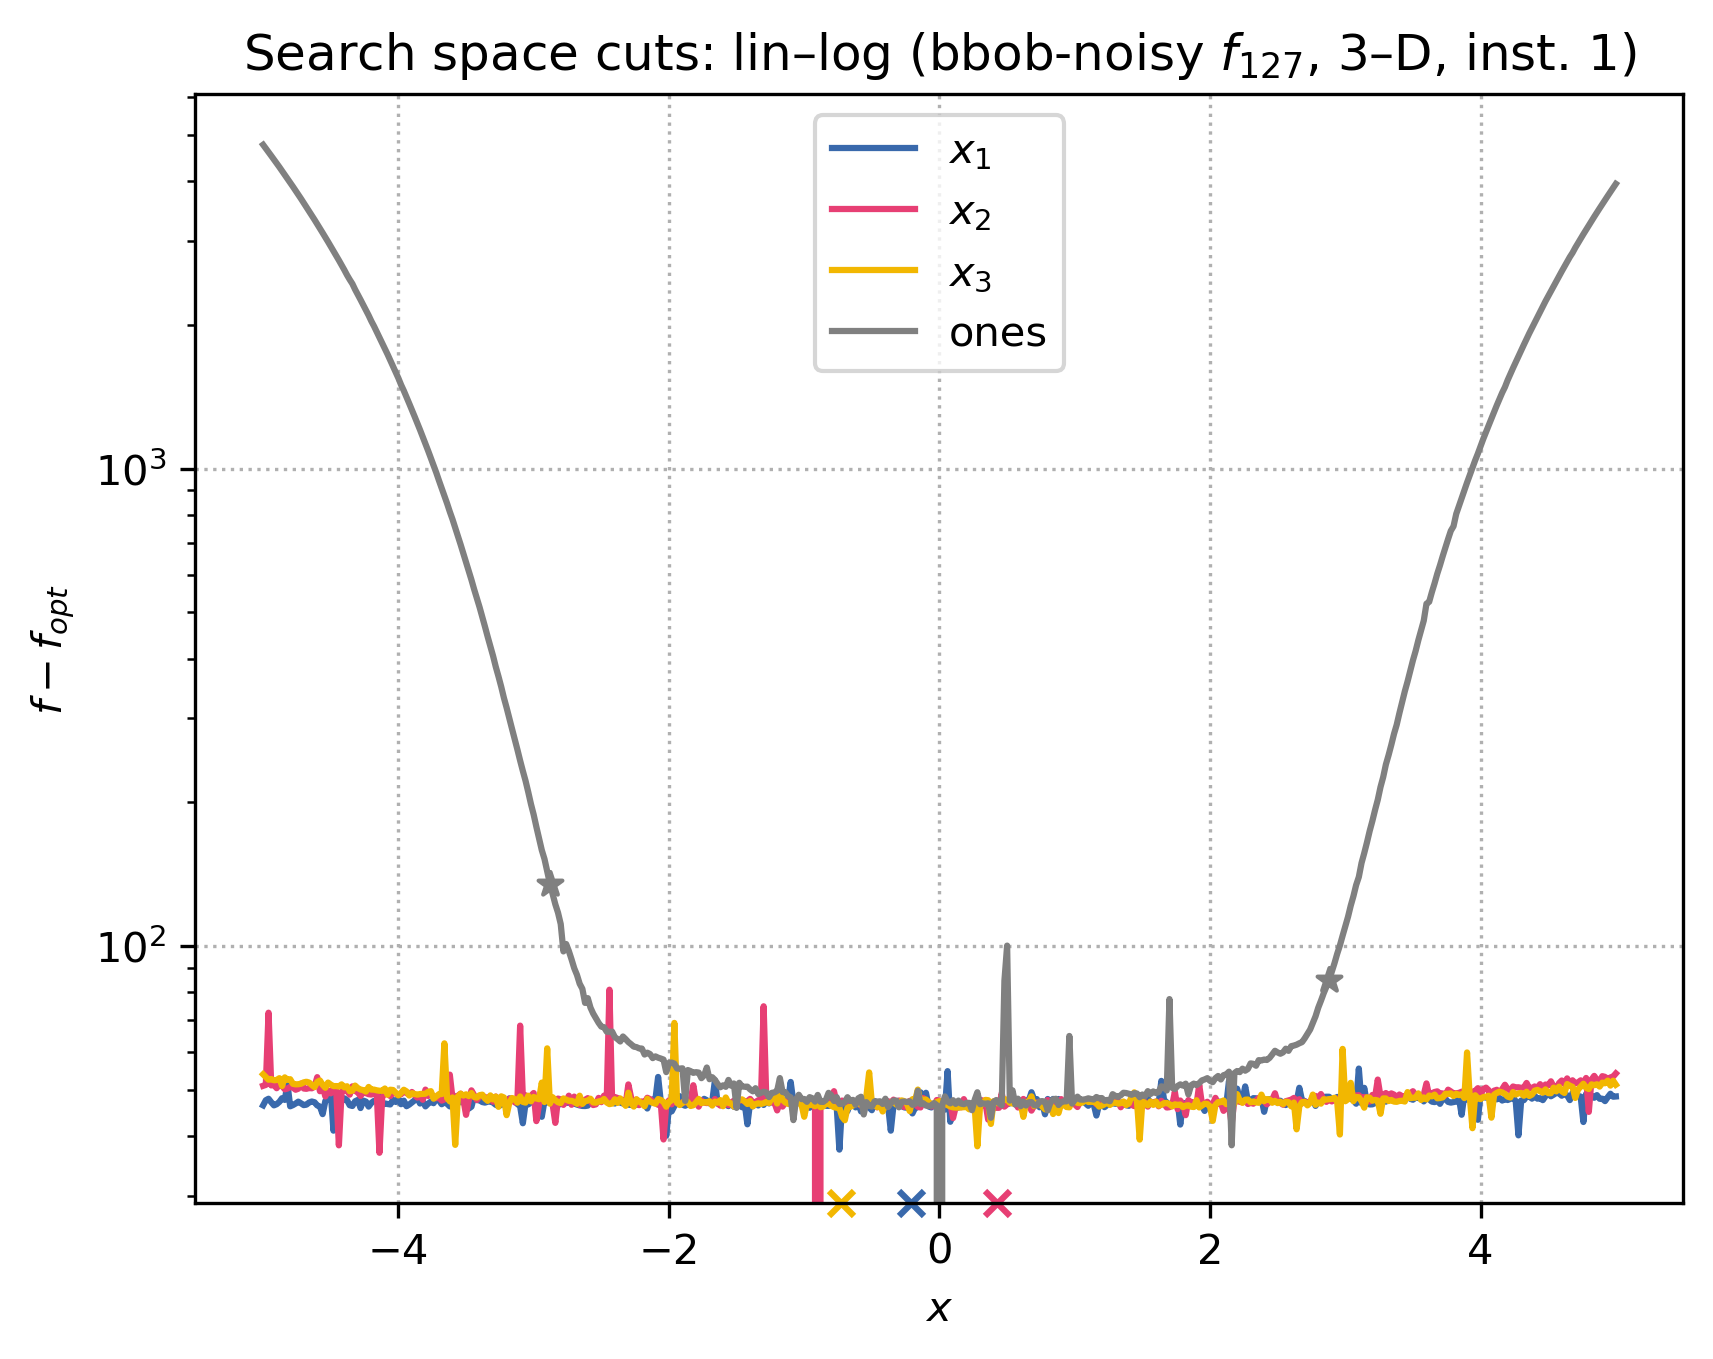 Search space cuts: lin–log (bbob-noisy f₁₂₇, 3–D, inst. 1)
x₁
x₂
x₃
ones
10³
10²
f − fₒₚₜ
−4
−2
0
2
4
x